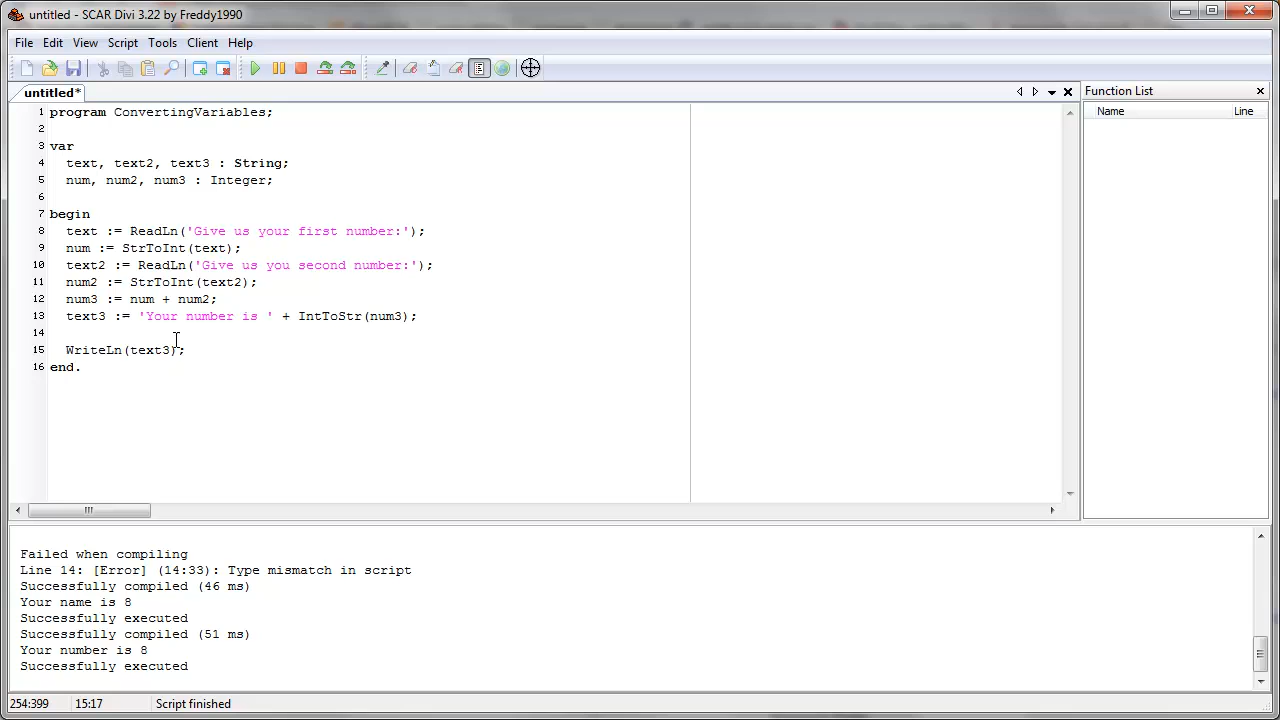 untitled - SCAR Divi 3.22 by Freddy1990
File Edit View Script Tools Client Help
untitled*
Function List
Name Line
1 program ConvertingVariables;
2
3 var
4 text, text2, text3 : String;
5 num, num2, num3 : Integer;
6
7 begin
8 text := ReadLn('Give us your first number:');
9 num := StrToInt(text);
10 text2 := ReadLn('Give us you second number:');
11 num2 := StrToInt(text2);
12 num3 := num + num2;
13 text3 := 'Your number is ' + IntToStr(num3);
14
15 WriteLn(text3);
16 end.
Failed when compiling
Line 14: [Error] (14:33): Type mismatch in script
Successfully compiled (46 ms)
Your name is 8
Successfully executed
Successfully compiled (51 ms)
Your number is 8
Successfully executed
254:399 15:17 Script finished